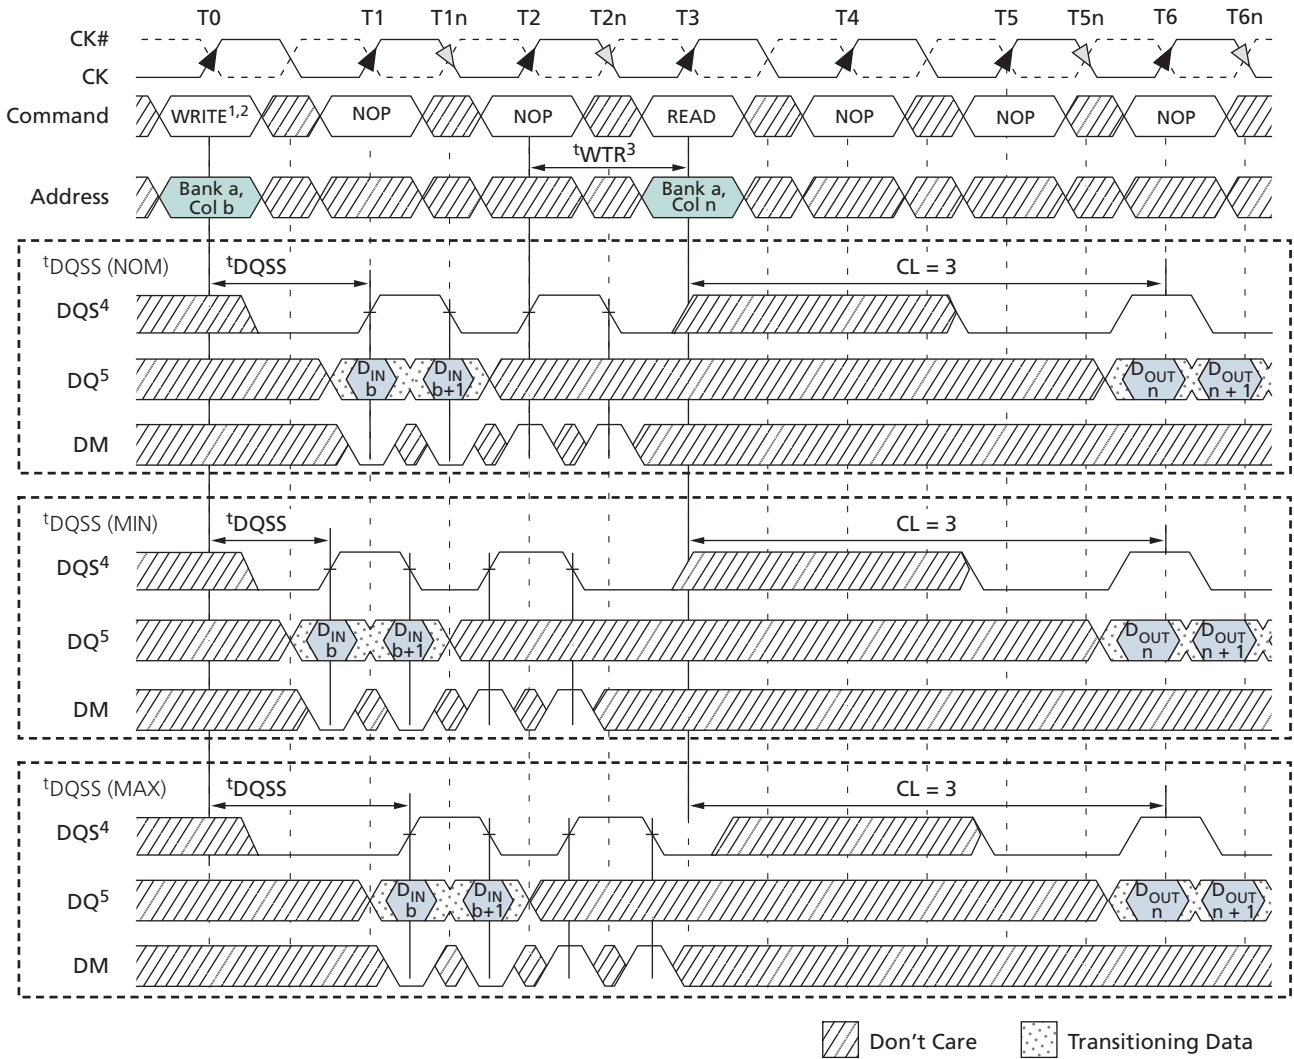 T0 T1 T1n T2 T2n T3 T4 T5 T5n T6 T6n
CK#
CK
Command WRITE1,2 NOP NOP READ NOP NOP NOP
tWTR3
Address Bank a, Col b Bank a, Col n
tDQSS (NOM) tDQSS CL = 3
DQS4
DQ5 DIN b DIN b+1 DOUT n DOUT n + 1
DM
tDQSS (MIN) tDQSS CL = 3
DQS4
DQ5 DIN b DIN b+1 DOUT n DOUT n + 1
DM
tDQSS (MAX) tDQSS CL = 3
DQS4
DQ5 DIN b DIN b+1 DOUT n DOUT n + 1
DM
Don't Care Transitioning Data